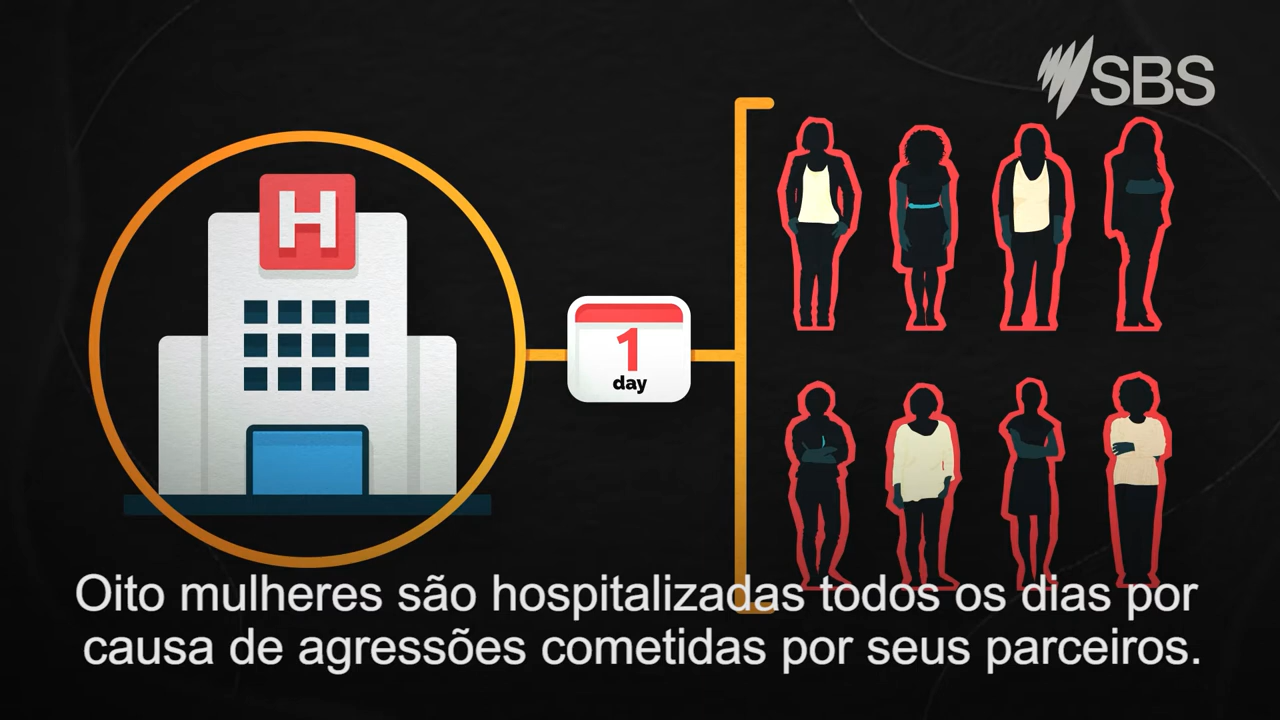 SBS
H
1
day
Oito mulheres são hospitalizadas todos os dias por
causa de agressões cometidas por seus parceiros.